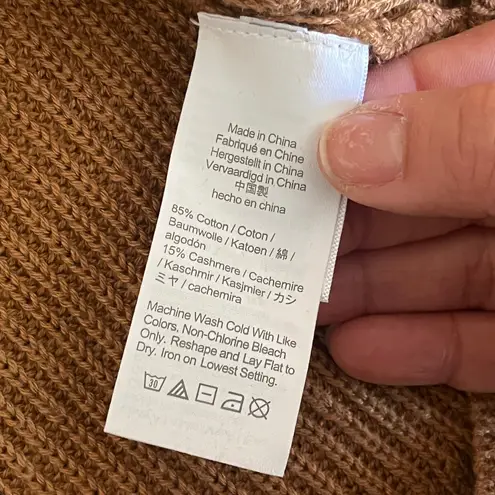 Made in China
Fabriqué en Chine
Hergestellt in China
Vervaardigd in China
中国製
hecho en china
85% Cotton / Coton /
Baumwolle / Katoen / 綿 /
algodón
15% Cashmere / Cachemire
/ Kaschmir / Kasjmier / カシ
ミヤ / cachemira
Machine Wash Cold With Like
Colors, Non-Chlorine Bleach
Only. Reshape and Lay Flat to
Dry. Iron on Lowest Setting.
30